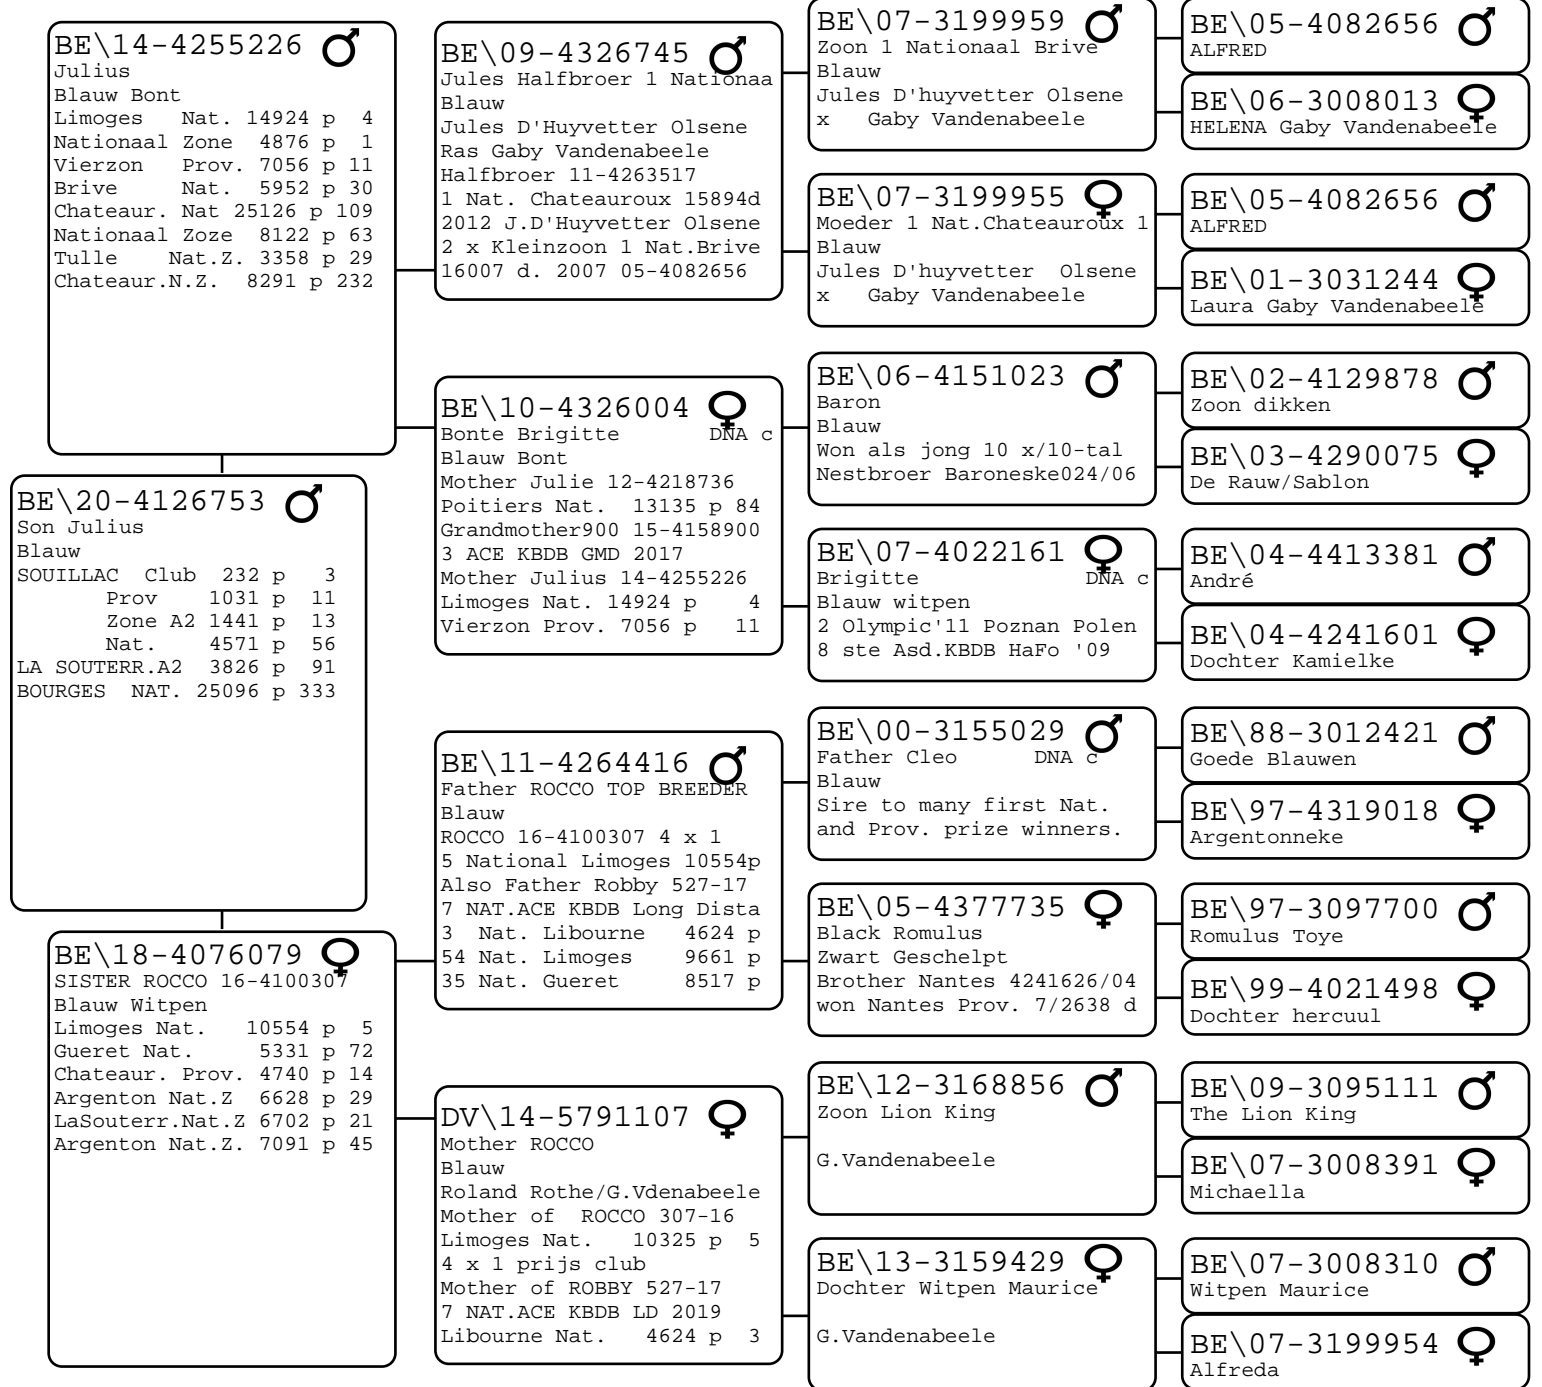 BE\14-4255226 ♂
Julius
Blauw Bont
Limoges   Nat. 14924 p  4
Nationaal Zone  4876 p  1
Vierzon   Prov. 7056 p 11
Brive     Nat.  5952 p 30
Chateaur. Nat 25126 p 109
Nationaal Zoze  8122 p 63
Tulle    Nat.Z. 3358 p 29
Chateaur.N.Z.  8291 p 232
BE\20-4126753 ♂
Son Julius
Blauw
SOUILLAC  Club  232 p   3
Prov    1031 p  11
Zone A2 1441 p  13
Nat.    4571 p  56
LA SOUTERR.A2  3826 p  91
BOURGES  NAT. 25096 p 333
BE\18-4076079 ♀
SISTER ROCCO 16-4100307
Blauw Witpen
Limoges Nat.   10554 p  5
Gueret Nat.     5331 p 72
Chateaur. Prov. 4740 p 14
Argenton Nat.Z  6628 p 29
LaSouterr.Nat.Z 6702 p 21
Argenton Nat.Z. 7091 p 45
BE\09-4326745 ♂
Jules Halfbroer 1 Nationaa
Blauw
Jules D'Huyvetter Olsene
Ras Gaby Vandenabeele
Halfbroer 11-4263517
1 Nat. Chateauroux 15894d
2012 J.D'Huyvetter Olsene
2 x Kleinzoon 1 Nat.Brive
16007 d. 2007 05-4082656
BE\10-4326004 ♀
Bonte Brigitte      DNA c
Blauw Bont
Mother Julie 12-4218736
Poitiers Nat.  13135 p 84
Grandmother900 15-4158900
3 ACE KBDB GMD 2017
Mother Julius 14-4255226
Limoges Nat. 14924 p    4
Vierzon Prov. 7056 p   11
BE\11-4264416 ♂
Father ROCCO TOP BREEDER
Blauw
ROCCO 16-4100307 4 x 1
5 National Limoges 10554p
Also Father Robby 527-17
7 NAT.ACE KBDB Long Dista
3  Nat. Libourne   4624 p
54 Nat. Limoges    9661 p
35 Nat. Gueret     8517 p
DV\14-5791107 ♀
Mother ROCCO
Blauw
Roland Rothe/G.Vdenabeele
Mother of  ROCCO 307-16
Limoges Nat.   10325 p  5
4 x 1 prijs club
Mother of ROBBY 527-17
7 NAT.ACE KBDB LD 2019
Libourne Nat.   4624 p  3
BE\07-3199959 ♂
Zoon 1 Nationaal Brive
Blauw
Jules D'huyvetter Olsene
x   Gaby Vandenabeele
BE\07-3199955 ♀
Moeder 1 Nat.Chateauroux 1
Blauw
Jules D'huyvetter  Olsene
x   Gaby Vandenabeele
BE\06-4151023 ♂
Baron
Blauw
Won als jong 10 x/10-tal
Nestbroer Baroneske024/06
BE\07-4022161 ♀
Brigitte            DNA c
Blauw witpen
2 Olympic'11 Poznan Polen
8 ste Asd.KBDB HaFo '09
BE\00-3155029 ♂
Father Cleo     DNA c
Blauw
Sire to many first Nat.
and Prov. prize winners.
BE\05-4377735 ♀
Black Romulus
Zwart Geschelpt
Brother Nantes 4241626/04
won Nantes Prov. 7/2638 d
BE\12-3168856 ♂
Zoon Lion King
G.Vandenabeele
BE\13-3159429 ♀
Dochter Witpen Maurice
G.Vandenabeele
BE\05-4082656 ♂
ALFRED
BE\06-3008013 ♀
HELENA Gaby Vandenabeele
BE\05-4082656 ♂
ALFRED
BE\01-3031244 ♀
Laura Gaby Vandenabeele
BE\02-4129878 ♂
Zoon dikken
BE\03-4290075 ♀
De Rauw/Sablon
BE\04-4413381 ♂
André
BE\04-4241601 ♀
Dochter Kamielke
BE\88-3012421 ♂
Goede Blauwen
BE\97-4319018 ♀
Argentonneke
BE\97-3097700 ♂
Romulus Toye
BE\99-4021498 ♀
Dochter hercuul
BE\09-3095111 ♂
The Lion King
BE\07-3008391 ♀
Michaella
BE\07-3008310 ♂
Witpen Maurice
BE\07-3199954 ♀
Alfreda